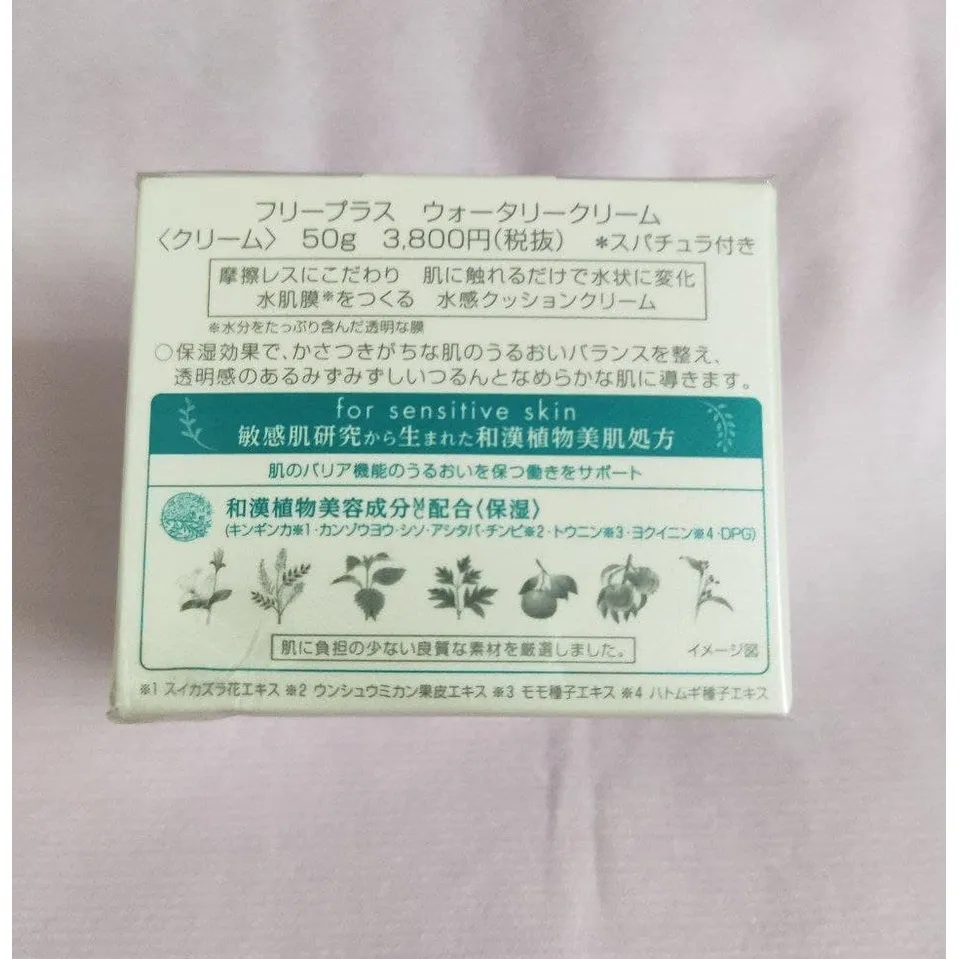 フリープラス ウォータリークリーム
〈クリーム〉 50g 3,800円(税抜) *スパチュラ付き
摩擦レスにこだわり 肌に触れるだけで水状に変化
水肌膜※をつくる 水感クッションクリーム
※水分をたっぷり含んだ透明な膜
○保湿効果で、かさつきがちな肌のうるおいバランスを整え、
透明感のあるみずみずしいつるんとなめらかな肌に導きます。
for sensitive skin
敏感肌研究から生まれた和漢植物美肌処方
肌のバリア機能のうるおいを保つ働きをサポート
和漢植物美容成分配合〈保湿〉
(キンギンカ※1・カンゾウヨウ・シソ・アシタバ・チンピ※2・トウニン※3・ヨクイニン※4・DPG)
肌に負担の少ない良質な素材を厳選しました。
イメージ図
※1 スイカズラ花エキス ※2 ウンシュウミカン果皮エキス ※3 モモ種子エキス ※4 ハトムギ種子エキス